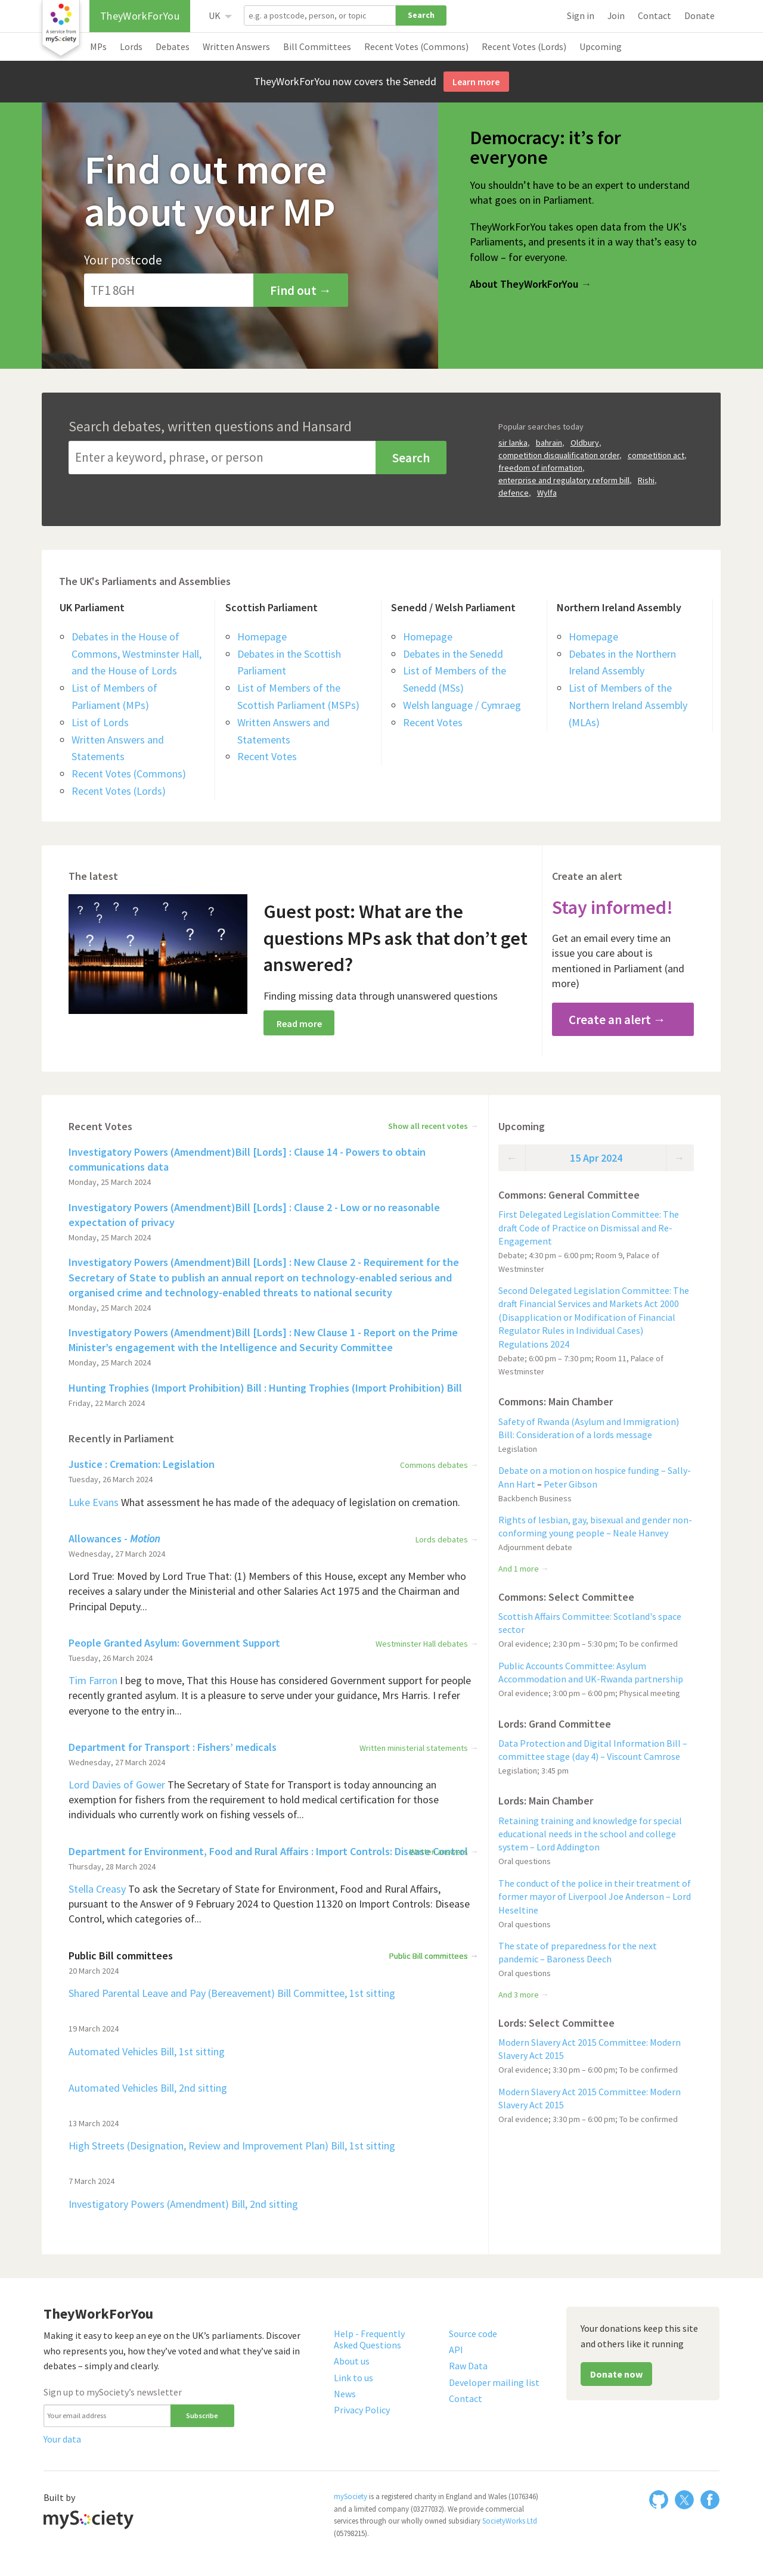 A service from
mySociety
TheyWorkForYou
UK
e.g. a postcode, person, or topic
Search
Sign in
Join
Contact
Donate
MPs
Lords
Debates
Written Answers
Bill Committees
Recent Votes (Commons)
Recent Votes (Lords)
Upcoming
TheyWorkForYou now covers the Senedd
Learn more
Find out more
about your MP
Your postcode
TF1 8GH
Find out →
Democracy: it’s for
everyone
You shouldn’t have to be an expert to understand
what goes on in Parliament.
TheyWorkForYou takes open data from the UK’s
Parliaments, and presents it in a way that’s easy to
follow – for everyone.
About TheyWorkForYou →
Search debates, written questions and Hansard
Enter a keyword, phrase, or person
Search
Popular searches today
sir lanka, bahrain, Oldbury,
competition disqualification order, competition act,
freedom of information,
enterprise and regulatory reform bill, Rishi,
defence, Wylfa
The UK's Parliaments and Assemblies
UK Parliament
Debates in the House of
Commons, Westminster Hall,
and the House of Lords
List of Members of
Parliament (MPs)
List of Lords
Written Answers and
Statements
Recent Votes (Commons)
Recent Votes (Lords)
Scottish Parliament
Homepage
Debates in the Scottish
Parliament
List of Members of the
Scottish Parliament (MSPs)
Written Answers and
Statements
Recent Votes
Senedd / Welsh Parliament
Homepage
Debates in the Senedd
List of Members of the
Senedd (MSs)
Welsh language / Cymraeg
Recent Votes
Northern Ireland Assembly
Homepage
Debates in the Northern
Ireland Assembly
List of Members of the
Northern Ireland Assembly
(MLAs)
The latest
Guest post: What are the
questions MPs ask that don’t get
answered?
Finding missing data through unanswered questions
Read more
Create an alert
Stay informed!
Get an email every time an
issue you care about is
mentioned in Parliament (and
more)
Create an alert →
Recent Votes
Show all recent votes →
Investigatory Powers (Amendment)Bill [Lords] : Clause 14 - Powers to obtain
communications data
Monday, 25 March 2024
Investigatory Powers (Amendment)Bill [Lords] : Clause 2 - Low or no reasonable
expectation of privacy
Monday, 25 March 2024
Investigatory Powers (Amendment)Bill [Lords] : New Clause 2 - Requirement for the
Secretary of State to publish an annual report on technology-enabled serious and
organised crime and technology-enabled threats to national security
Monday, 25 March 2024
Investigatory Powers (Amendment)Bill [Lords] : New Clause 1 - Report on the Prime
Minister’s engagement with the Intelligence and Security Committee
Monday, 25 March 2024
Hunting Trophies (Import Prohibition) Bill : Hunting Trophies (Import Prohibition) Bill
Friday, 22 March 2024
Recently in Parliament
Justice : Cremation: Legislation
Commons debates →
Tuesday, 26 March 2024
Luke Evans What assessment he has made of the adequacy of legislation on cremation.
Allowances - Motion
Lords debates →
Wednesday, 27 March 2024
Lord True: Moved by Lord True That: (1) Members of this House, except any Member who
receives a salary under the Ministerial and other Salaries Act 1975 and the Chairman and
Principal Deputy...
People Granted Asylum: Government Support
Westminster Hall debates →
Tuesday, 26 March 2024
Tim Farron I beg to move, That this House has considered Government support for people
recently granted asylum. It is a pleasure to serve under your guidance, Mrs Harris. I refer
everyone to the entry in...
Department for Transport : Fishers’ medicals
Written ministerial statements →
Wednesday, 27 March 2024
Lord Davies of Gower The Secretary of State for Transport is today announcing an
exemption for fishers from the requirement to hold medical certification for those
individuals who currently work on fishing vessels of...
Department for Environment, Food and Rural Affairs : Import Controls: Disease Control
Thursday, 28 March 2024
Stella Creasy To ask the Secretary of State for Environment, Food and Rural Affairs,
pursuant to the Answer of 9 February 2024 to Question 11320 on Import Controls: Disease
Control, which categories of...
Public Bill committees
Public Bill committees →
20 March 2024
Shared Parental Leave and Pay (Bereavement) Bill Committee, 1st sitting
19 March 2024
Automated Vehicles Bill, 1st sitting
Automated Vehicles Bill, 2nd sitting
13 March 2024
High Streets (Designation, Review and Improvement Plan) Bill, 1st sitting
7 March 2024
Investigatory Powers (Amendment) Bill, 2nd sitting
Upcoming
← 15 Apr 2024 →
Commons: General Committee
First Delegated Legislation Committee: The
draft Code of Practice on Dismissal and Re-
Engagement
Debate; 4:30 pm – 6:00 pm; Room 9, Palace of
Westminster
Second Delegated Legislation Committee: The
draft Financial Services and Markets Act 2000
(Disapplication or Modification of Financial
Regulator Rules in Individual Cases)
Regulations 2024
Debate; 6:00 pm – 7:30 pm; Room 11, Palace of
Westminster
Commons: Main Chamber
Safety of Rwanda (Asylum and Immigration)
Bill: Consideration of a lords message
Legislation
Debate on a motion on hospice funding – Sally-
Ann Hart – Peter Gibson
Backbench Business
Rights of lesbian, gay, bisexual and gender non-
conforming young people – Neale Hanvey
Adjournment debate
And 1 more →
Commons: Select Committee
Scottish Affairs Committee: Scotland's space
sector
Oral evidence; 2:30 pm – 5:30 pm; To be confirmed
Public Accounts Committee: Asylum
Accommodation and UK-Rwanda partnership
Oral evidence; 3:00 pm – 6:00 pm; Physical meeting
Lords: Grand Committee
Data Protection and Digital Information Bill –
committee stage (day 4) – Viscount Camrose
Legislation; 3:45 pm
Lords: Main Chamber
Retaining training and knowledge for special
educational needs in the school and college
system – Lord Addington
Oral questions
The conduct of the police in their treatment of
former mayor of Liverpool Joe Anderson – Lord
Heseltine
Oral questions
The state of preparedness for the next
pandemic – Baroness Deech
Oral questions
And 3 more →
Lords: Select Committee
Modern Slavery Act 2015 Committee: Modern
Slavery Act 2015
Oral evidence; 3:30 pm – 6:00 pm; To be confirmed
Modern Slavery Act 2015 Committee: Modern
Slavery Act 2015
Oral evidence; 3:30 pm – 6:00 pm; To be confirmed
TheyWorkForYou
Making it easy to keep an eye on the UK’s parliaments. Discover
who represents you, how they’ve voted and what they’ve said in
debates – simply and clearly.
Sign up to mySociety’s newsletter
Your email address
Subscribe
Your data
Help - Frequently
Asked Questions
About us
Link to us
News
Privacy Policy
Source code
API
Raw Data
Developer mailing list
Contact
Your donations keep this site
and others like it running
Donate now
Built by
mySociety
mySociety is a registered charity in England and Wales (1076346)
and a limited company (03277032). We provide commercial
services through our wholly owned subsidiary SocietyWorks Ltd
(05798215).